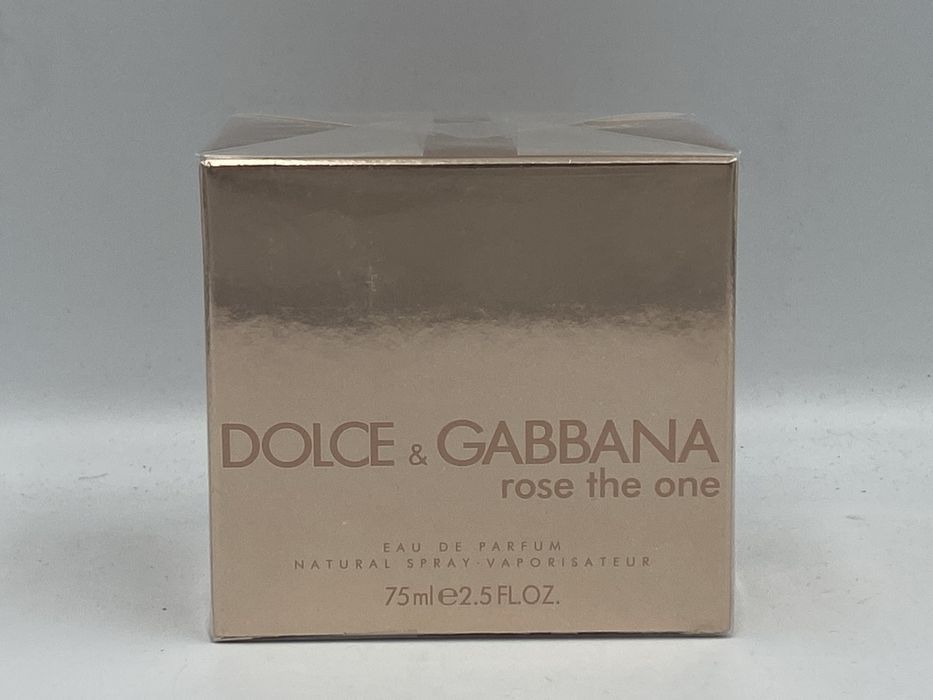 DOLCE & GABBANA
rose the one
EAU DE PARFUM
NATURAL SPRAY·VAPORISATEUR
75ml℮2.5 FL.OZ.